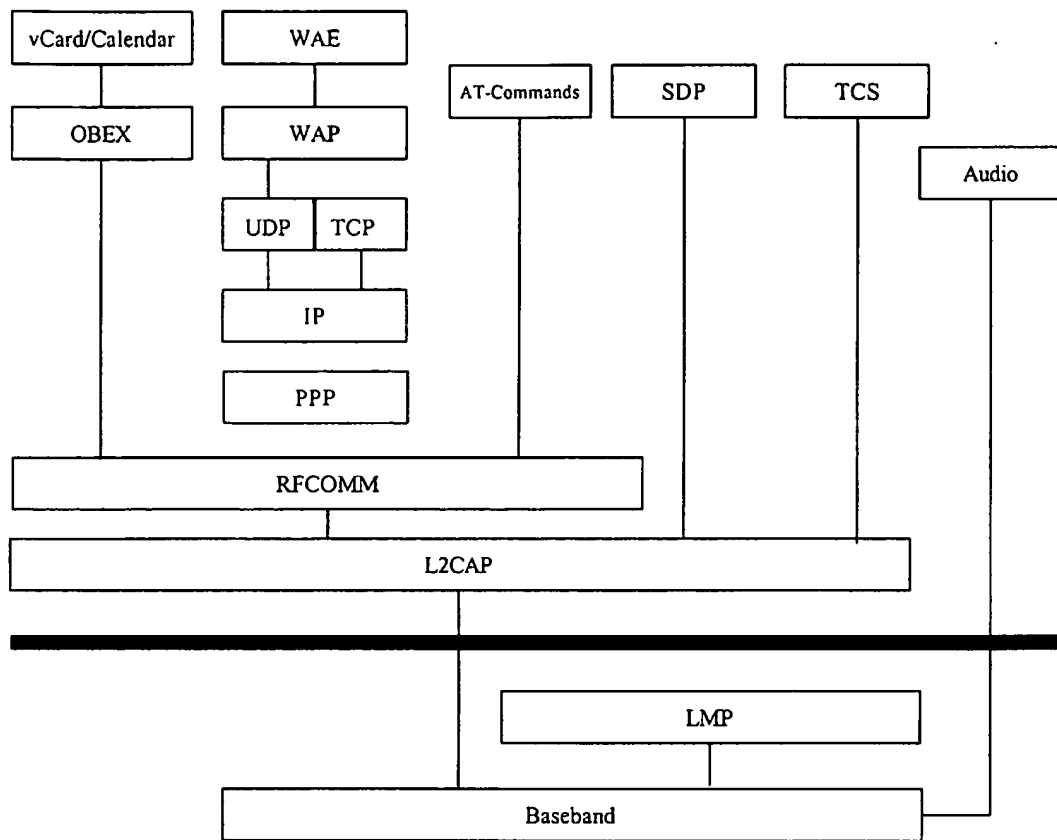 vCard/Calendar
WAE
AT-Commands
SDP
TCS
OBEX
WAP
Audio
UDP
TCP
IP
PPP
RFCOMM
L2CAP
LMP
Baseband